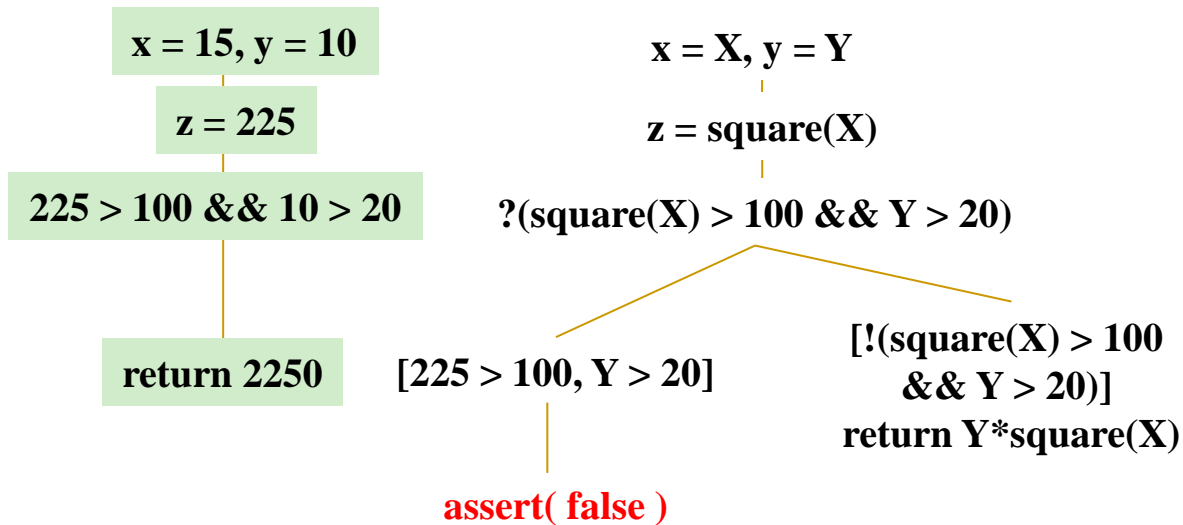 x = 15, y = 10
z = 225
225 > 100 && 10 > 20
return 2250
x = X, y = Y
z = square(X)
?(square(X) > 100 && Y > 20)
[225 > 100, Y > 20]
assert( false )
[!(square(X) > 100
&& Y > 20)]
return Y*square(X)